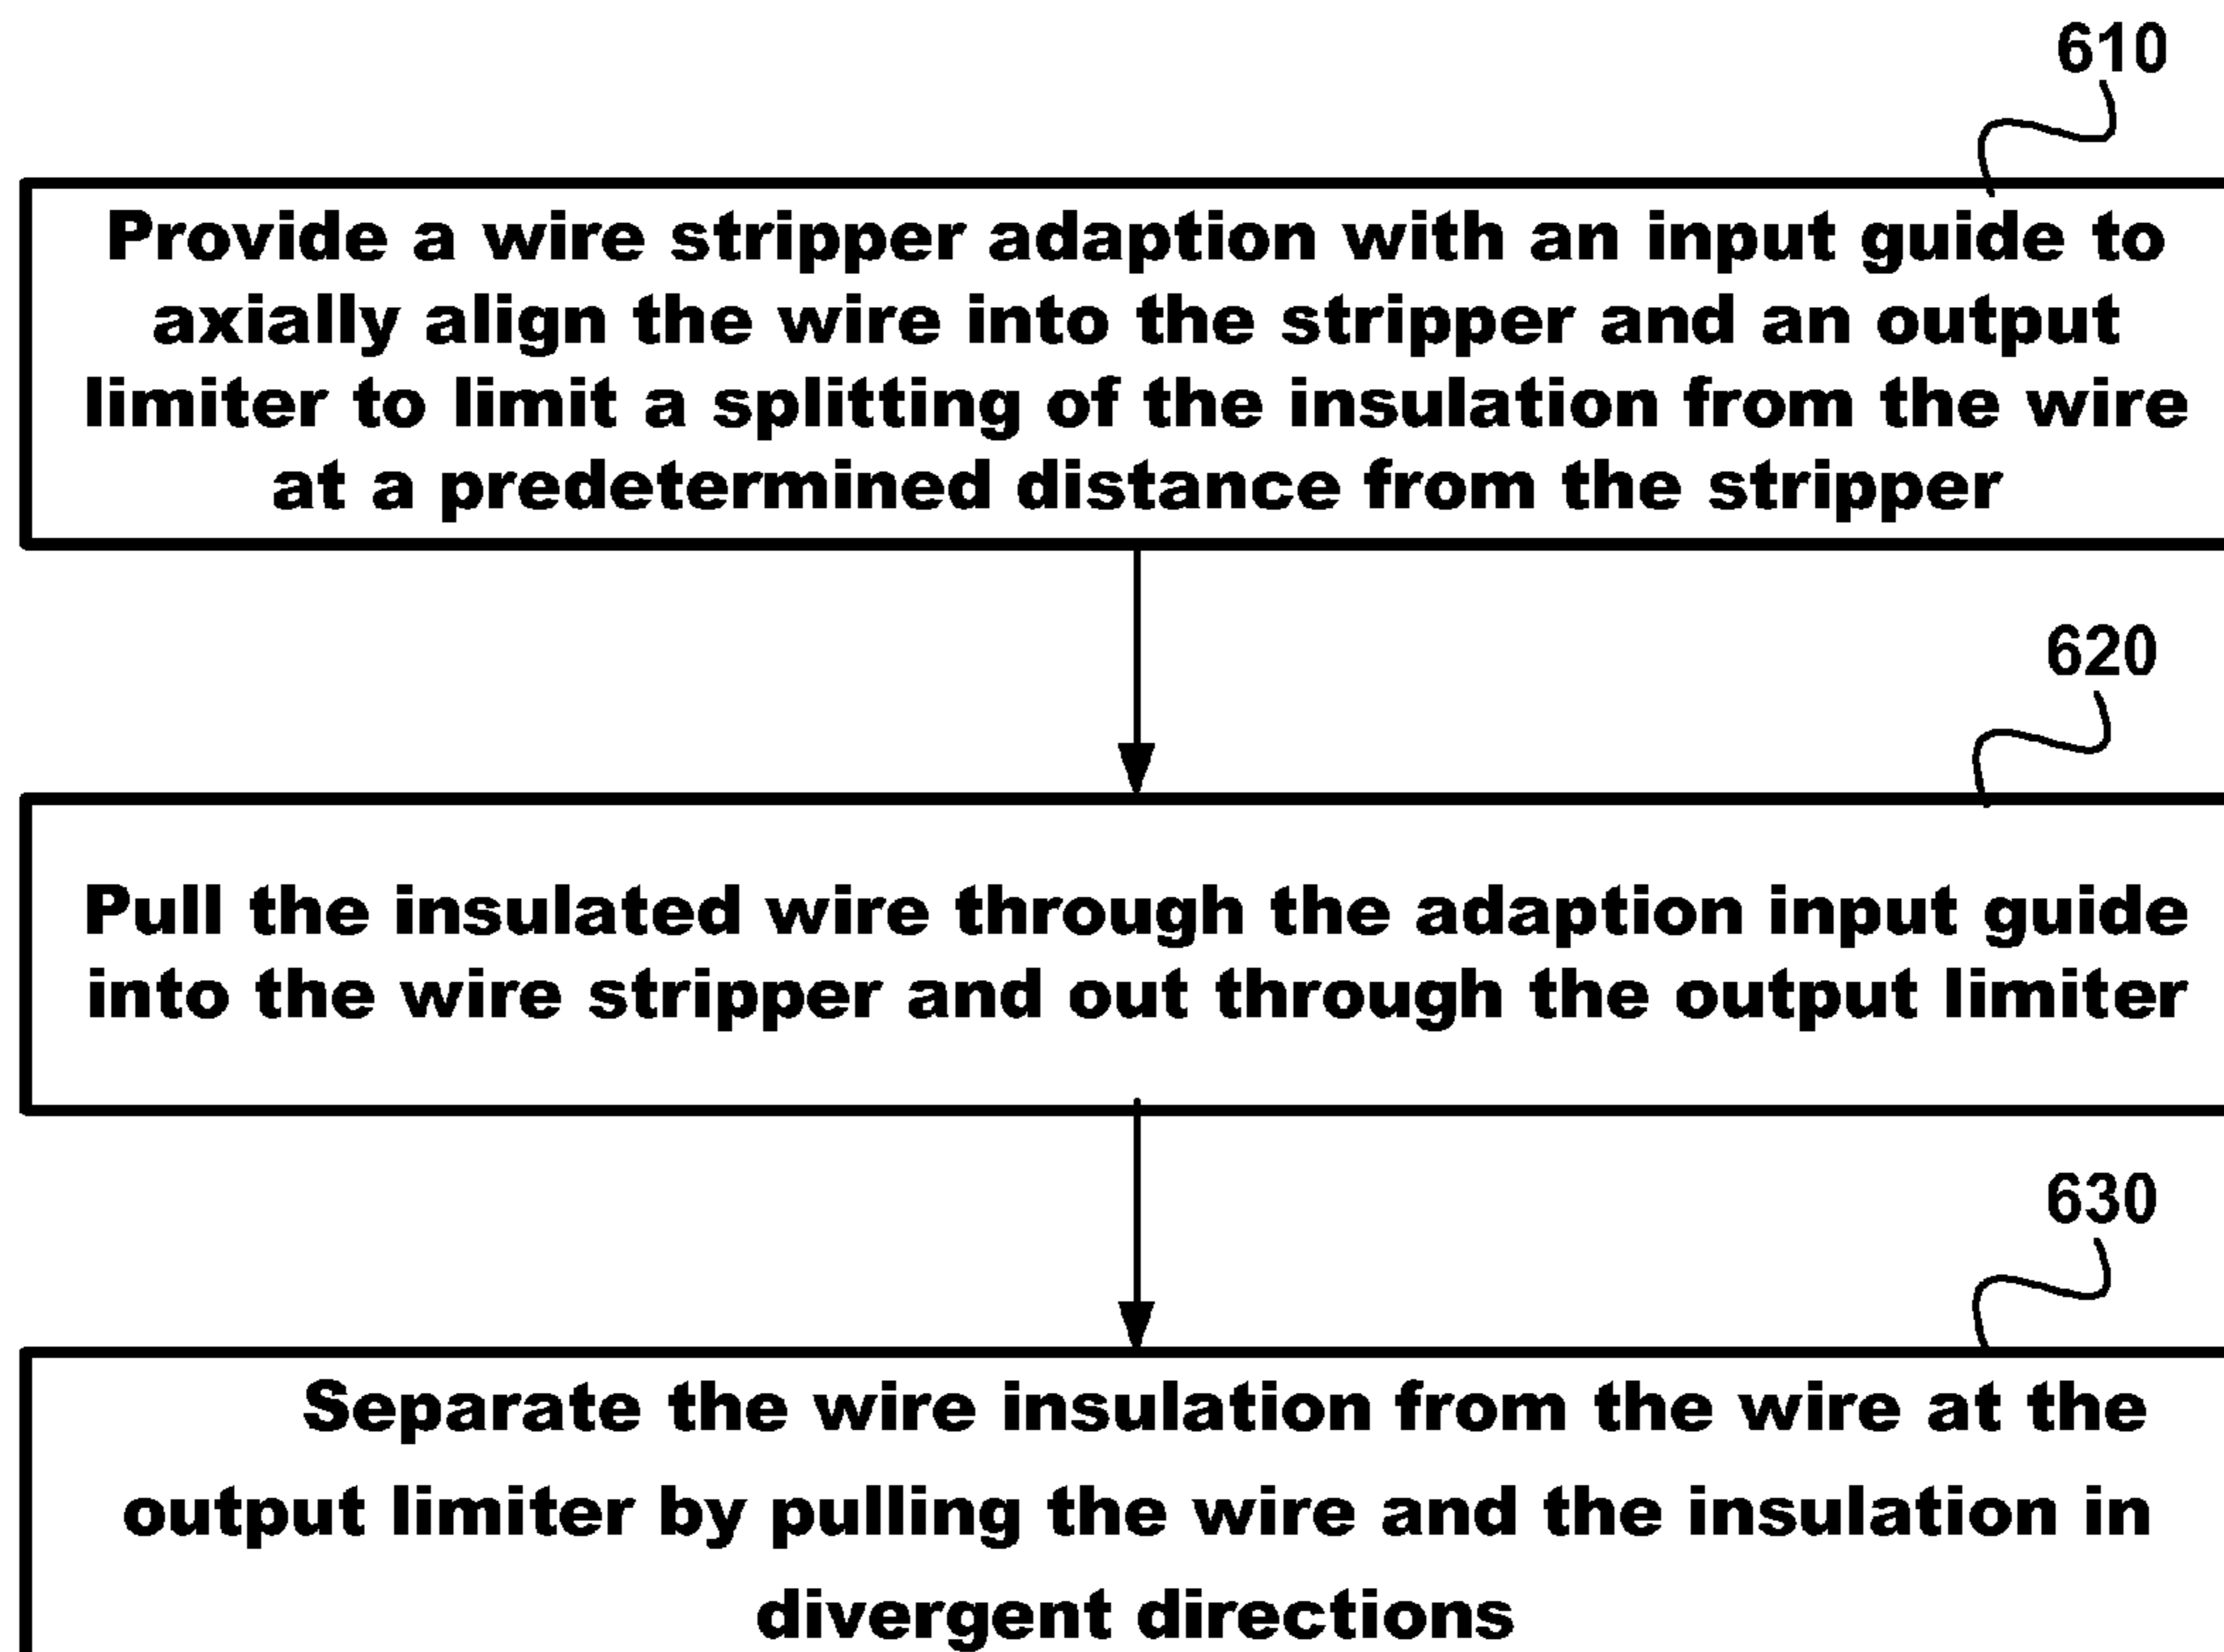 610
Provide a wire stripper adaption with an input guide to
axially align the wire into the stripper and an output
limiter to limit a splitting of the insulation from the wire
at a predetermined distance from the stripper
620
Pull the insulated wire through the adaption input guide
into the wire stripper and out through the output limiter
630
Separate the wire insulation from the wire at the
output limiter by pulling the wire and the insulation in
divergent directions